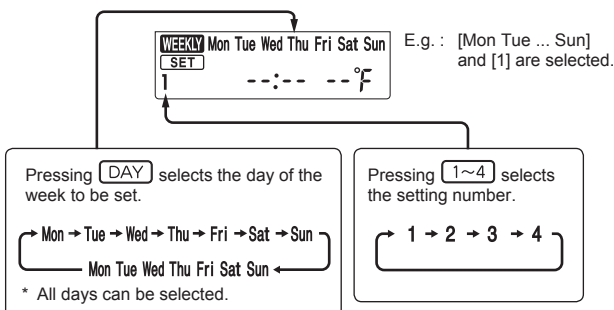 WEEKLY Mon Tue Wed Thu Fri Sat Sun
SET
1 --:-- --°F
E.g. : [Mon Tue ... Sun]
and [1] are selected.
Pressing DAY selects the day of the
week to be set.
Mon → Tue → Wed → Thu → Fri → Sat → Sun
Mon Tue Wed Thu Fri Sat Sun
* All days can be selected.
Pressing 1~4 selects
the setting number.
1 → 2 → 3 → 4